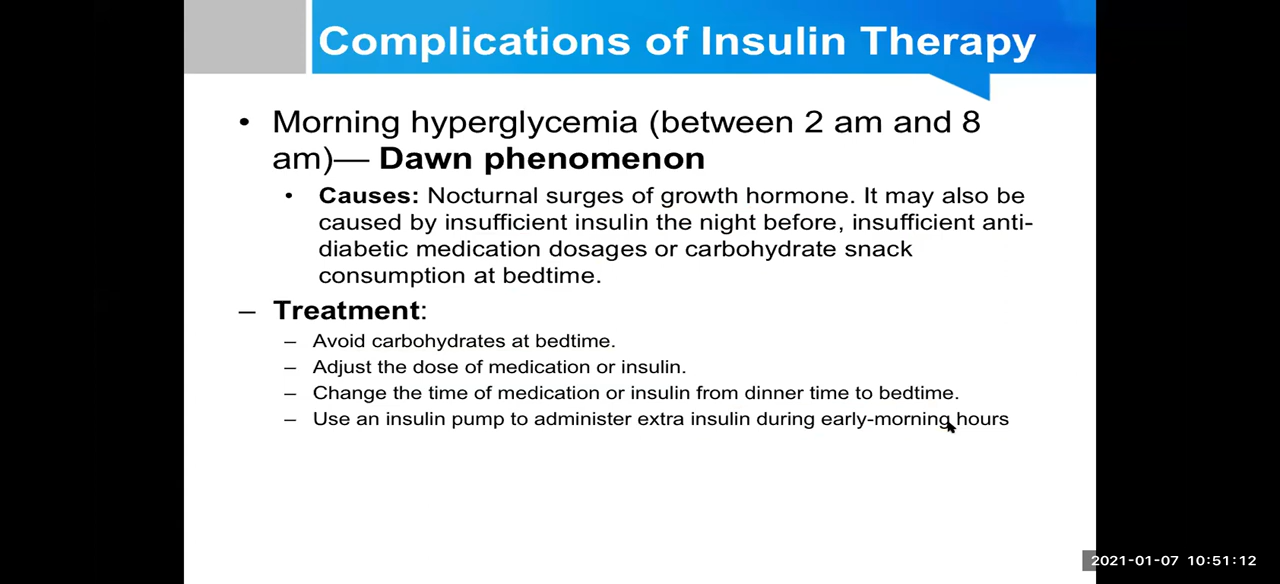 Complications of Insulin Therapy
• Morning hyperglycemia (between 2 am and 8
am)— Dawn phenomenon
• Causes: Nocturnal surges of growth hormone. It may also be
caused by insufficient insulin the night before, insufficient anti-
diabetic medication dosages or carbohydrate snack
consumption at bedtime.
– Treatment:
– Avoid carbohydrates at bedtime.
– Adjust the dose of medication or insulin.
– Change the time of medication or insulin from dinner time to bedtime.
– Use an insulin pump to administer extra insulin during early-morning hours
2021-01-07 10:51:12